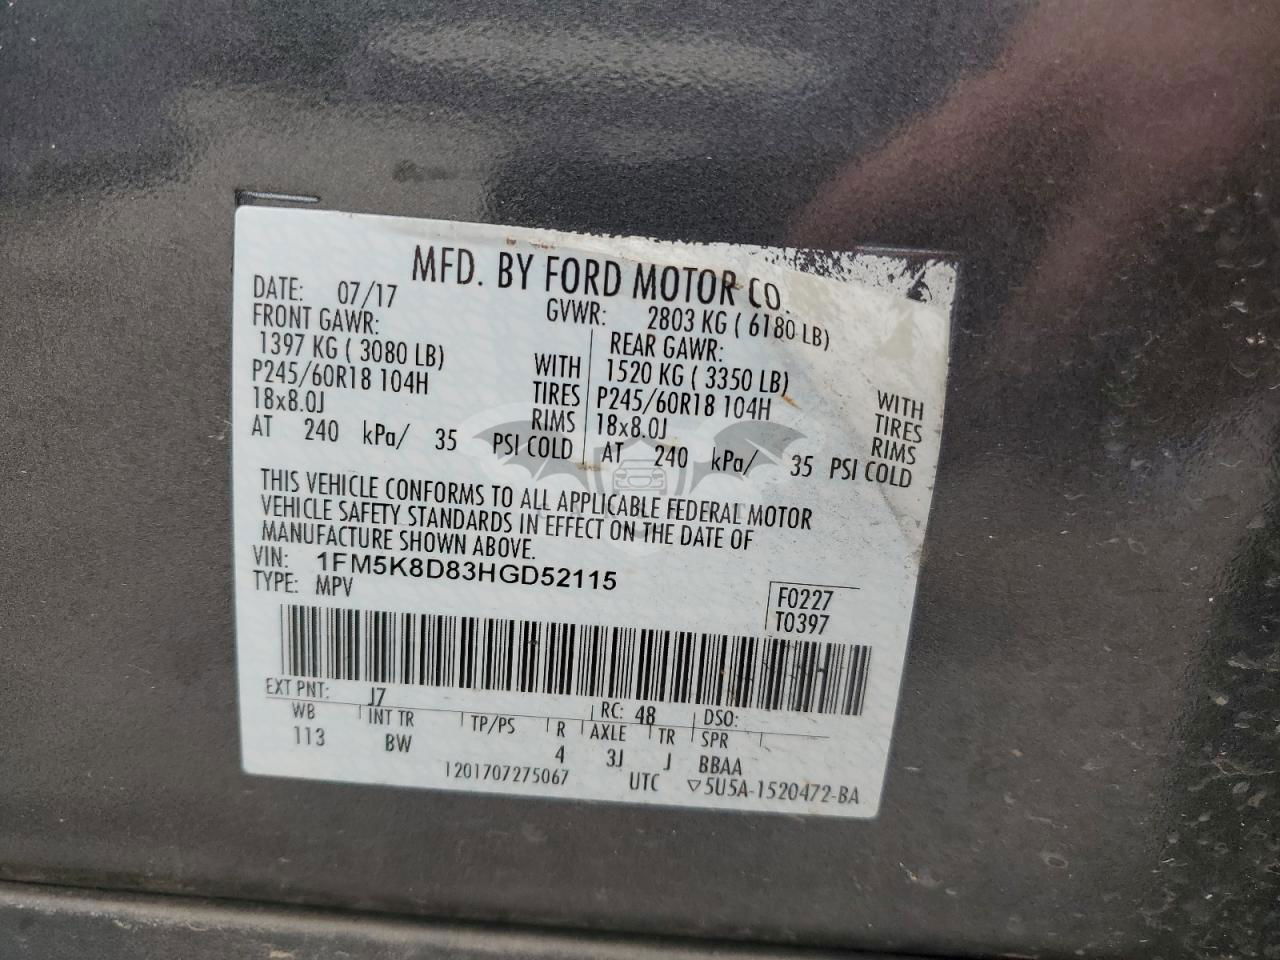 MFD. BY FORD MOTOR CO.
DATE: 07/17 GVWR: 2803 KG ( 6180 LB)
FRONT GAWR: REAR GAWR:
1397 KG ( 3080 LB) WITH 1520 KG ( 3350 LB) WITH
P245/60R18 104H TIRES P245/60R18 104H TIRES
18x8.0J RIMS 18x8.0J RIMS
AT 240 kPa/ 35 PSI COLD AT 240 kPa/ 35 PSI COLD
THIS VEHICLE CONFORMS TO ALL APPLICABLE FEDERAL MOTOR
VEHICLE SAFETY STANDARDS IN EFFECT ON THE DATE OF
MANUFACTURE SHOWN ABOVE.
VIN: 1FM5K8D83HGD52115
TYPE: MPV
F0227
T0397
EXT PNT: J7 RC: 48 DSO:
WB INT TR TP/PS R AXLE TR SPR
113 BW 4 3J J BBAA
1201707275067 UTC ▽5U5A-1520472-BA